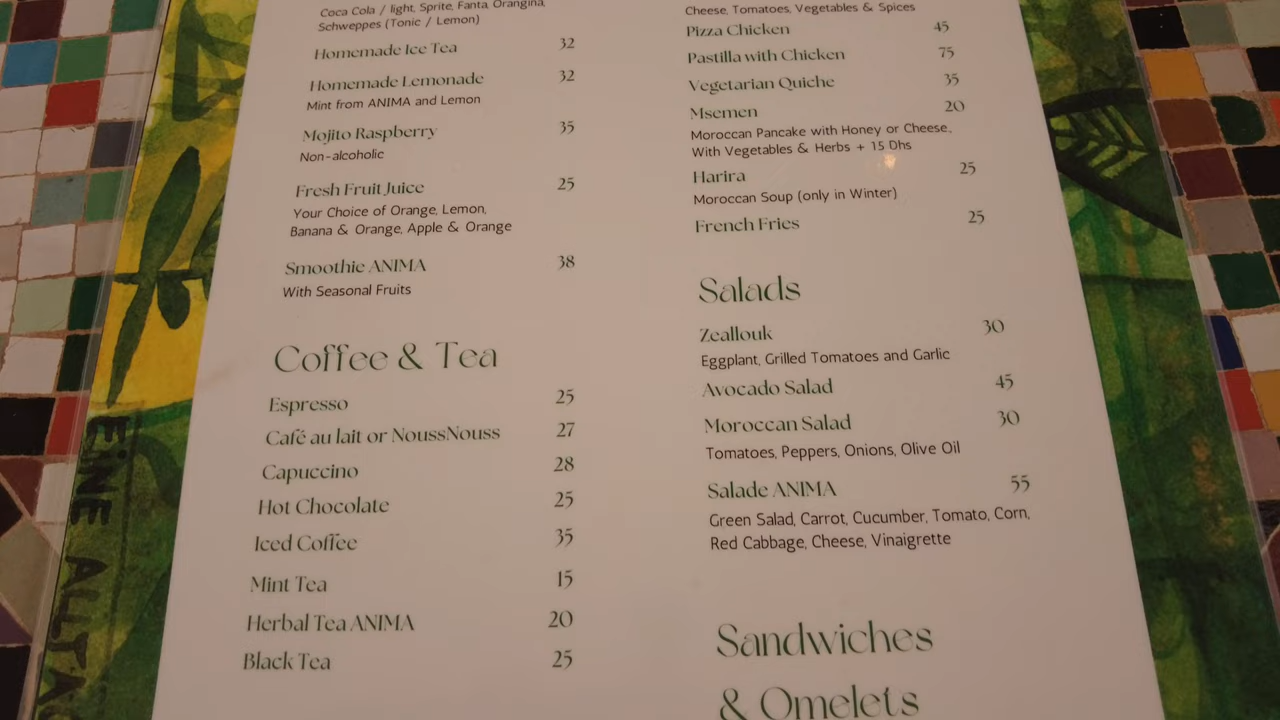 Coca Cola / light, Sprite, Fanta, Orangina,
Schweppes (Tonic / Lemon)
Homemade Ice Tea 32
Homemade Lemonade 32
Mint from ANIMA and Lemon
Mojito Raspberry 35
Non-alcoholic
Fresh Fruit Juice 25
Your Choice of Orange, Lemon,
Banana & Orange, Apple & Orange
Smoothie ANIMA 38
With Seasonal Fruits
Coffee & Tea
Espresso 25
Café au lait or NoussNouss 27
Capuccino 28
Hot Chocolate 25
Iced Coffee 35
Mint Tea 15
Herbal Tea ANIMA 20
Black Tea 25
Cheese, Tomatoes, Vegetables & Spices
Pizza Chicken 45
Pastilla with Chicken 75
Vegetarian Quiche 35
Msemen 20
Moroccan Pancake with Honey or Cheese,
With Vegetables & Herbs + 15 Dhs
Harira 25
Moroccan Soup (only in Winter)
French Fries 25
Salads
Zeallouk 30
Eggplant, Grilled Tomatoes and Garlic
Avocado Salad 45
Moroccan Salad 30
Tomatoes, Peppers, Onions, Olive Oil
Salade ANIMA 55
Green Salad, Carrot, Cucumber, Tomato, Corn,
Red Cabbage, Cheese, Vinaigrette
Sandwiches
& Omelets
EINE